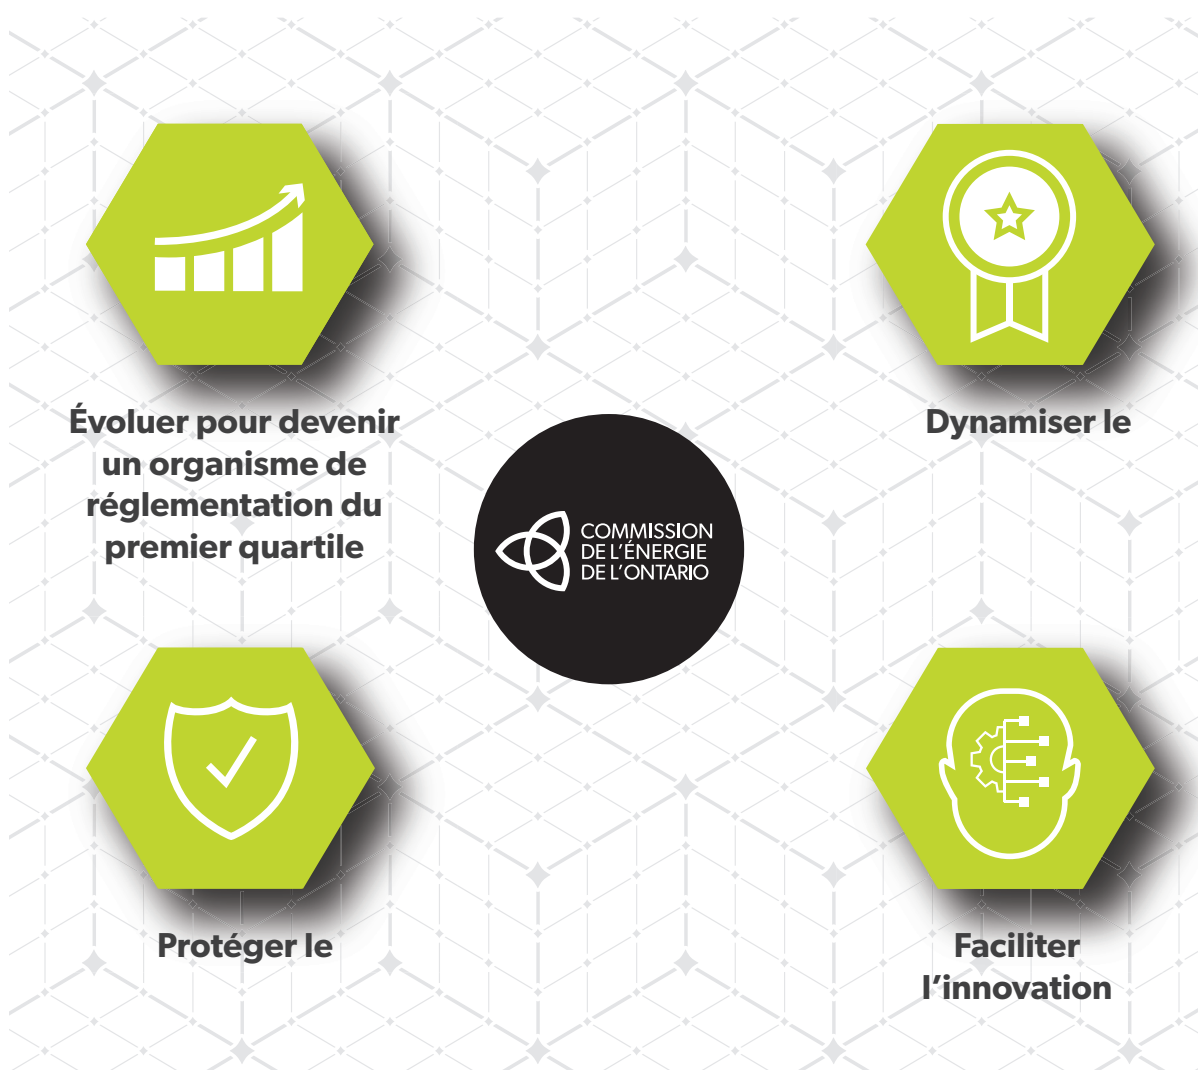 Évoluer pour devenir
un organisme de
réglementation du
premier quartile
Dynamiser le
COMMISSION
DE L'ÉNERGIE
DE L'ONTARIO
Protéger le
Faciliter
l'innovation